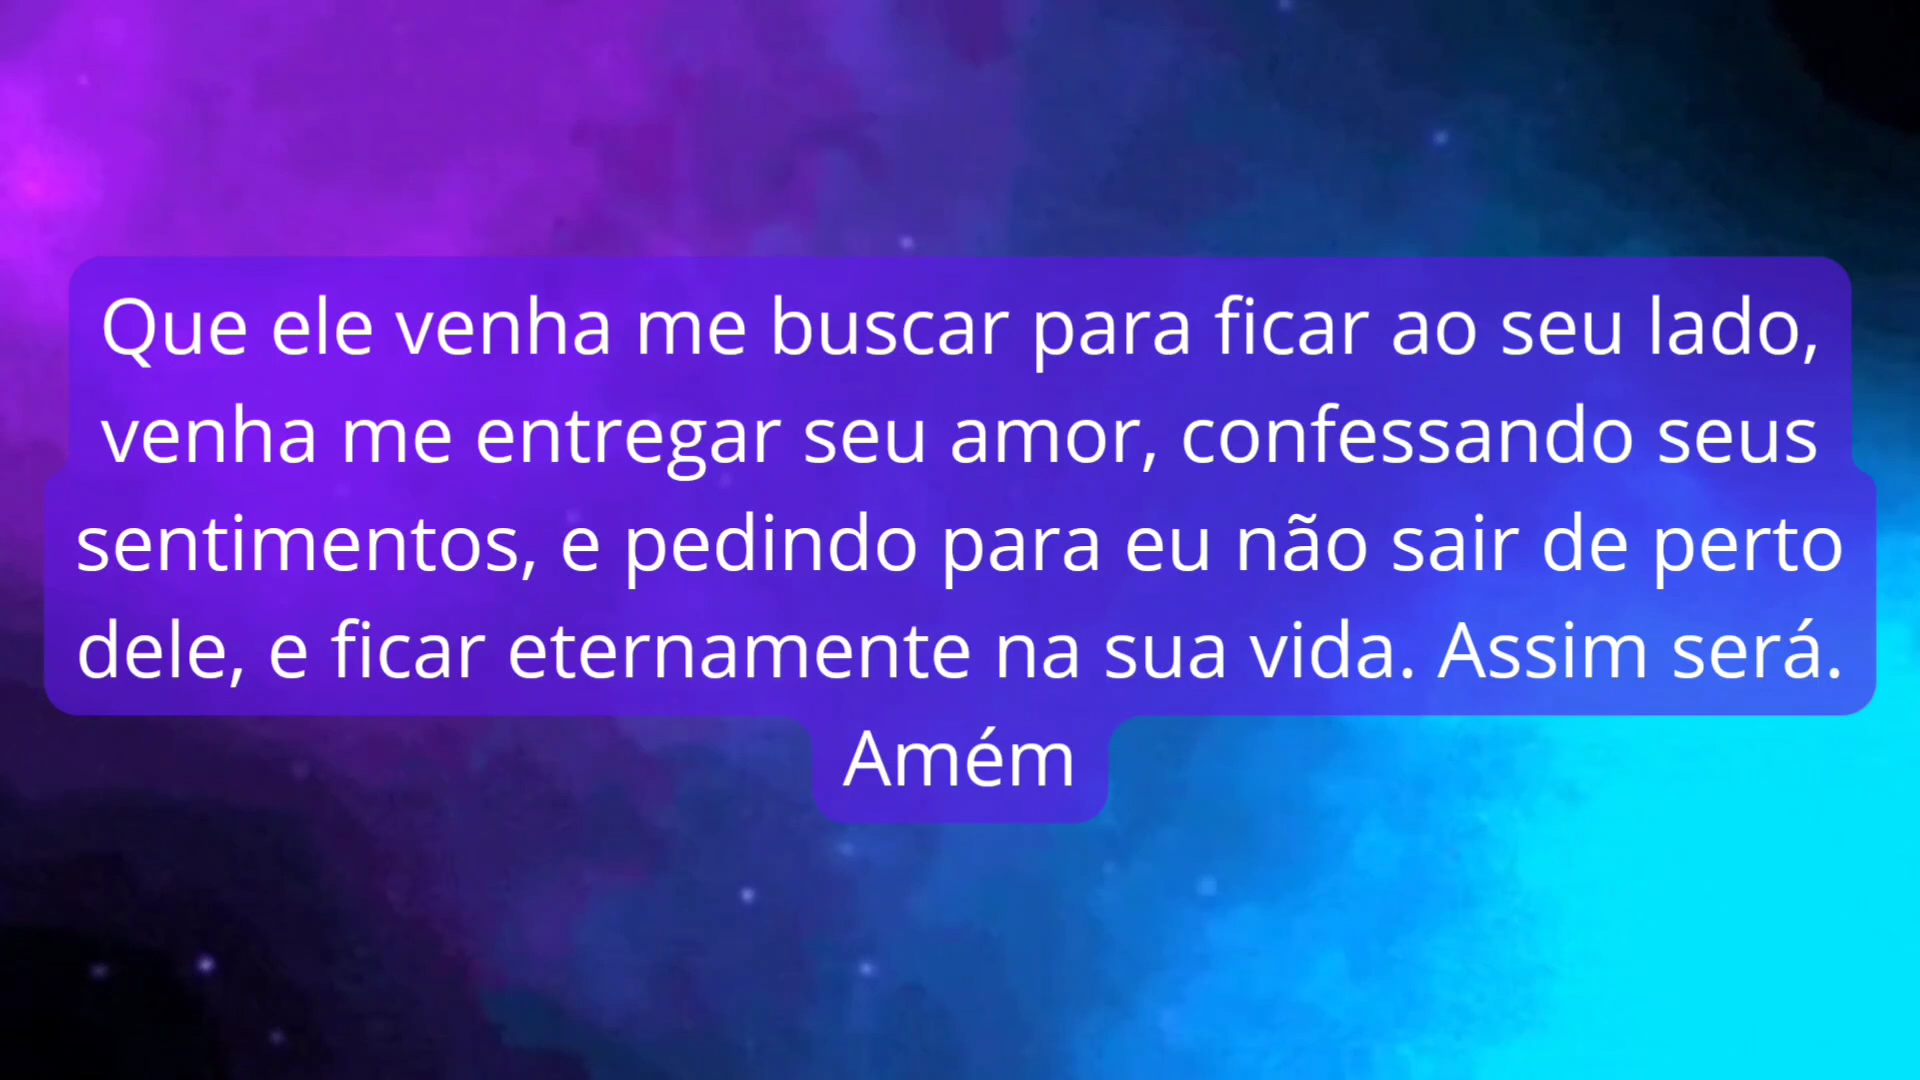 Que ele venha me buscar para ficar ao seu lado,
venha me entregar seu amor, confessando seus
sentimentos, e pedindo para eu não sair de perto
dele, e ficar eternamente na sua vida. Assim será.
Amém